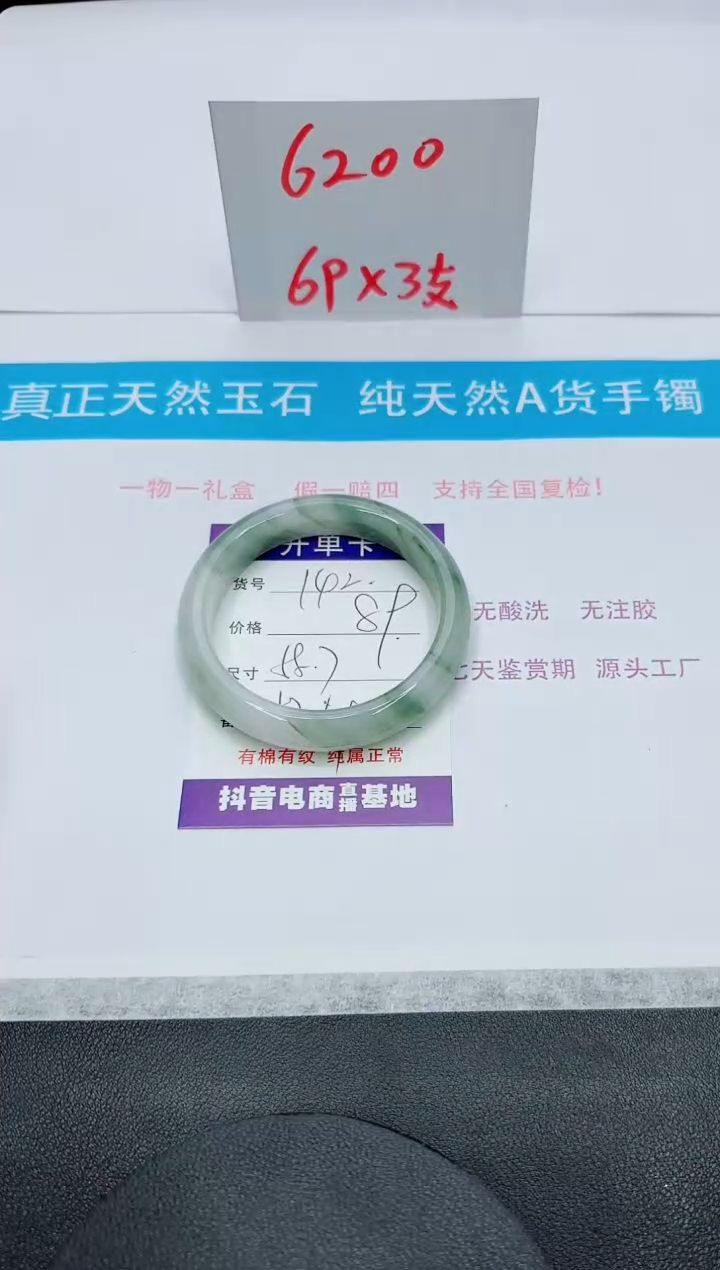 6200
6P×3支
真正天然玉石 纯天然A货手镯
一物一礼盒 假一赔四 支持全国复检!
开单卡
货号 142.
价格 8P.
尺寸 58.7
无酸洗 无注胶
七天鉴赏期 源头工厂
有棉有纹 纯属正常
抖音电商直播基地